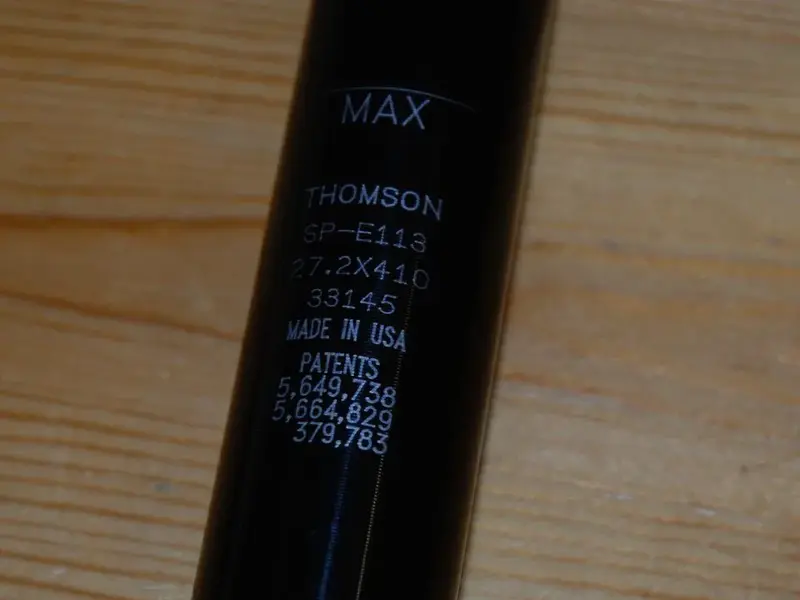 MAX
THOMSON
SP-E113
27.2X410
33145
MADE IN USA
PATENTS
5,649,738
5,664,829
379,783